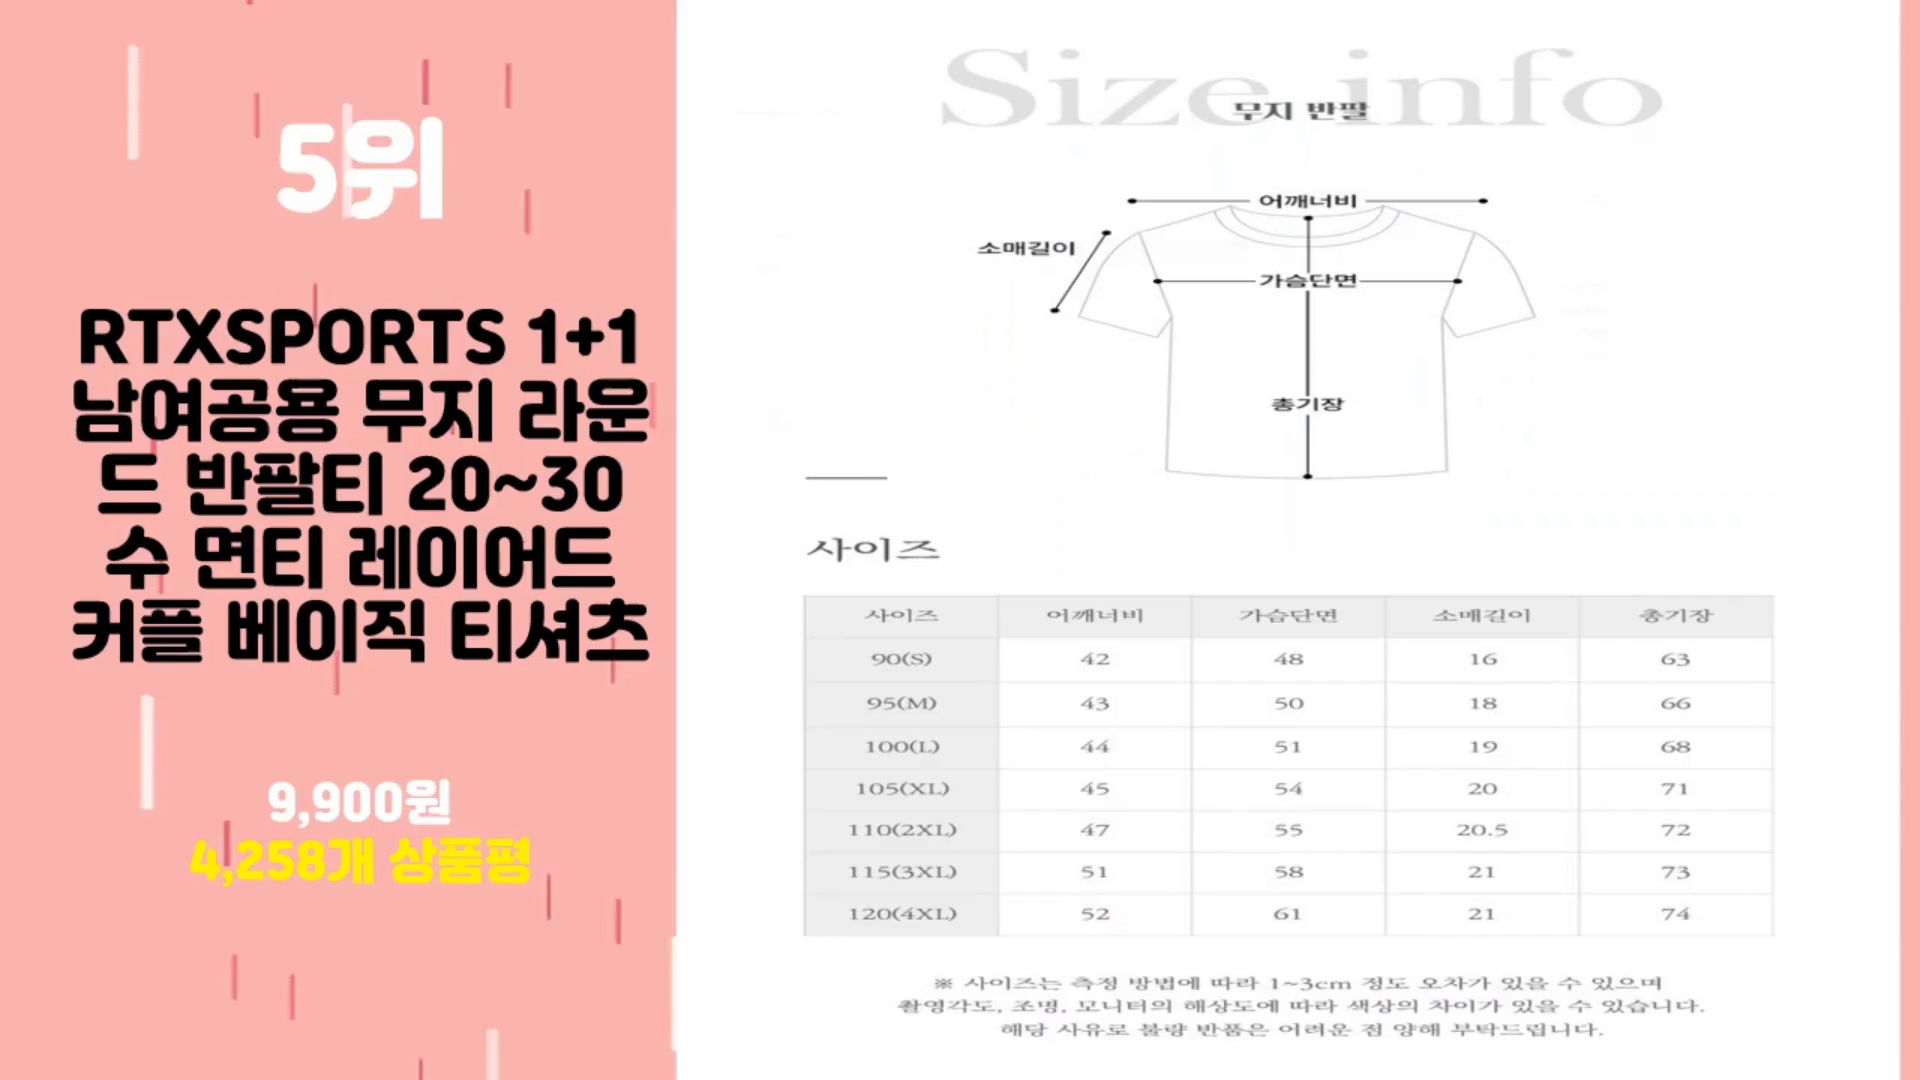 5위
RTXSPORTS 1+1
남여공용 무지 라운
드 반팔티 20~30
수 면티 레이어드
커플 베이직 티셔츠
9,900원
4,258개 상품평
Size info
무지 반팔
어깨너비
소매길이
가슴단면
총기장
사이즈
사이즈 어깨너비 가슴단면 소매길이 총기장
90(S) 42 48 16 63
95(M) 43 50 18 66
100(L) 44 51 19 68
105(XL) 45 54 20 71
110(2XL) 47 55 20.5 72
115(3XL) 51 58 21 73
120(4XL) 52 61 21 74
※ 사이즈는 측정 방법에 따라 1~3cm 정도 오차가 있을 수 있으며
촬영각도, 조명, 모니터의 해상도에 따라 색상의 차이가 있을 수 있습니다.
해당 사유로 불량 반품은 어려운 점 양해 부탁드립니다.